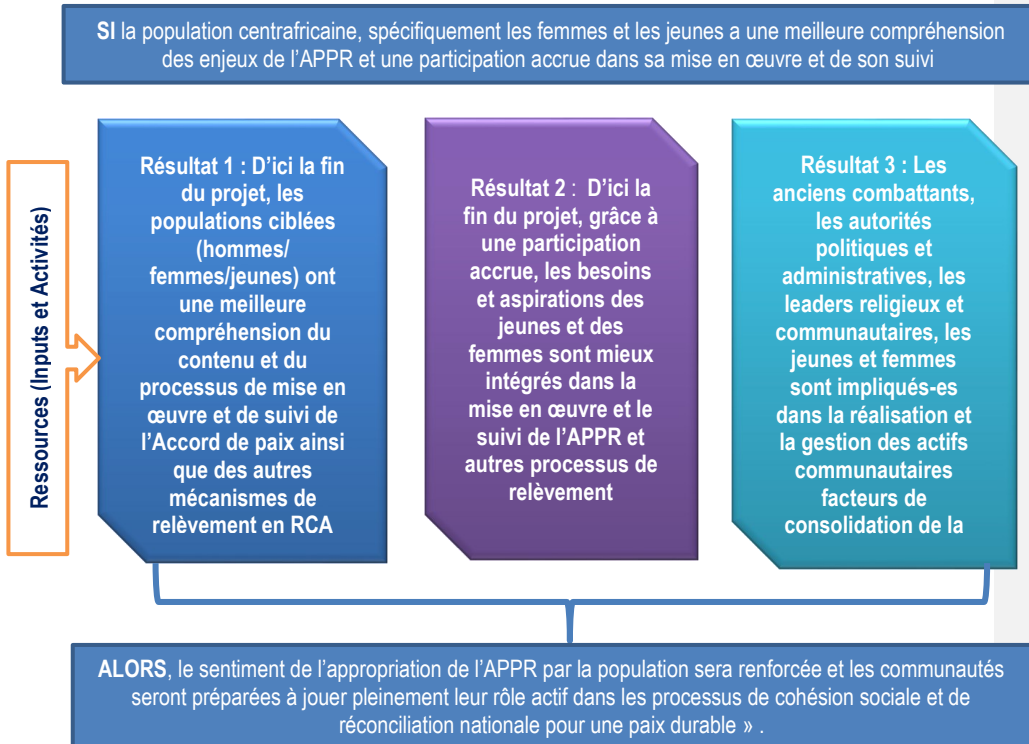 SI la population centrafricaine, spécifiquement les femmes et les jeunes a une meilleure compréhension
des enjeux de l'APPR et une participation accrue dans sa mise en œuvre et de son suivi
Ressources (Inputs et Activités)
Résultat 1 : D'ici la fin
du projet, les
populations ciblées
(hommes/
femmes/jeunes) ont
une meilleure
compréhension du
contenu et du
processus de mise en
œuvre et de suivi de
l'Accord de paix ainsi
que des autres
mécanismes de
relèvement en RCA
Résultat 2 : D'ici la
fin du projet, grâce à
une participation
accrue, les besoins
et aspirations des
jeunes et des
femmes sont mieux
intégrés dans la
mise en œuvre et le
suivi de l'APPR et
autres processus de
relèvement
Résultat 3 : Les
anciens combattants,
les autorités
politiques et
administratives, les
leaders religieux et
communautaires, les
jeunes et femmes
sont impliqués-es
dans la réalisation et
la gestion des actifs
communautaires
facteurs de
consolidation de la
ALORS, le sentiment de l'appropriation de l'APPR par la population sera renforcée et les communautés
seront préparées à jouer pleinement leur rôle actif dans les processus de cohésion sociale et de
réconciliation nationale pour une paix durable » .